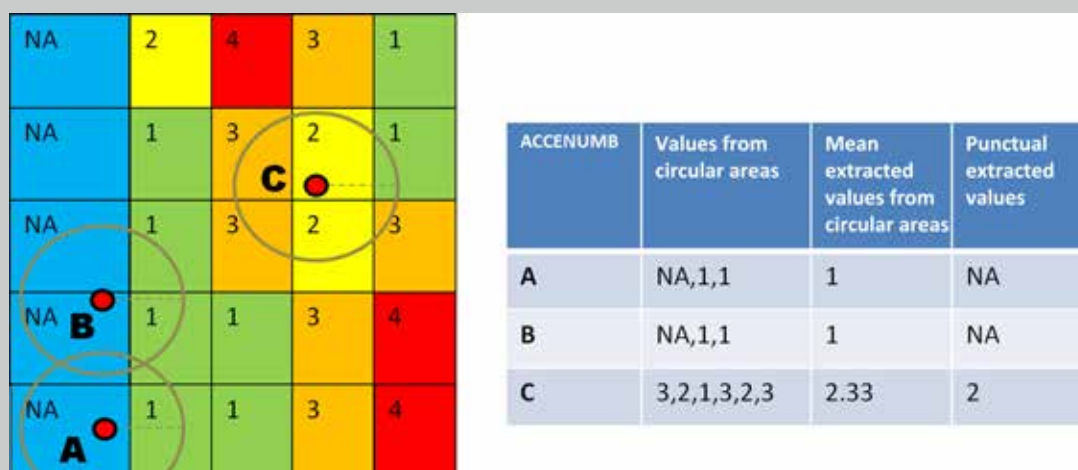 NA 2 4 3 1
NA 1 3 2 1
C
NA 1 3 2 3
NA 1 1 3 4
B
NA 1 1 3 4
A
ACCENUMB Values from circular areas Mean extracted values from circular areas Punctual extracted values
A NA,1,1 1 NA
B NA,1,1 1 NA
C 3,2,1,3,2,3 2.33 2